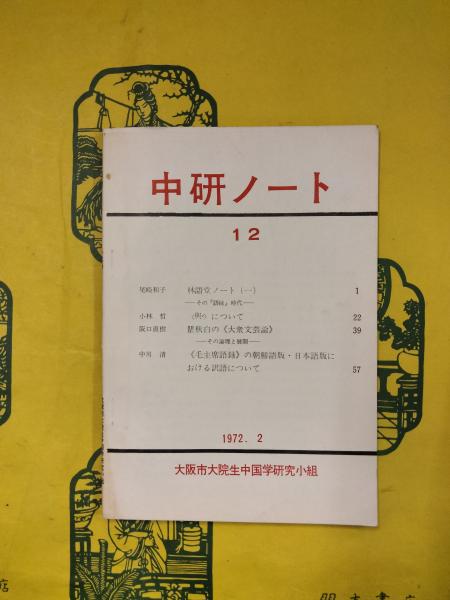 中研ノート
12
尾崎和子 林語堂ノート(一) 1
——その『語絲』時代——
小林 哲 〈興〉について 22
阪口直樹 瞿秋白の《大衆文芸論》 39
——その論理と展開——
中川 清 《毛主席語録》の朝鮮語版・日本語版に
おける訳語について 57
1972. 2
大阪市大院生中国学研究小組
店